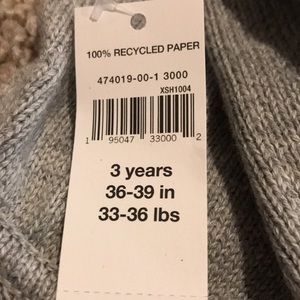 100% RECYCLED PAPER
474019-00-1 3000
XSH1004
1 95047 33000 2
3 years
36-39 in
33-36 lbs